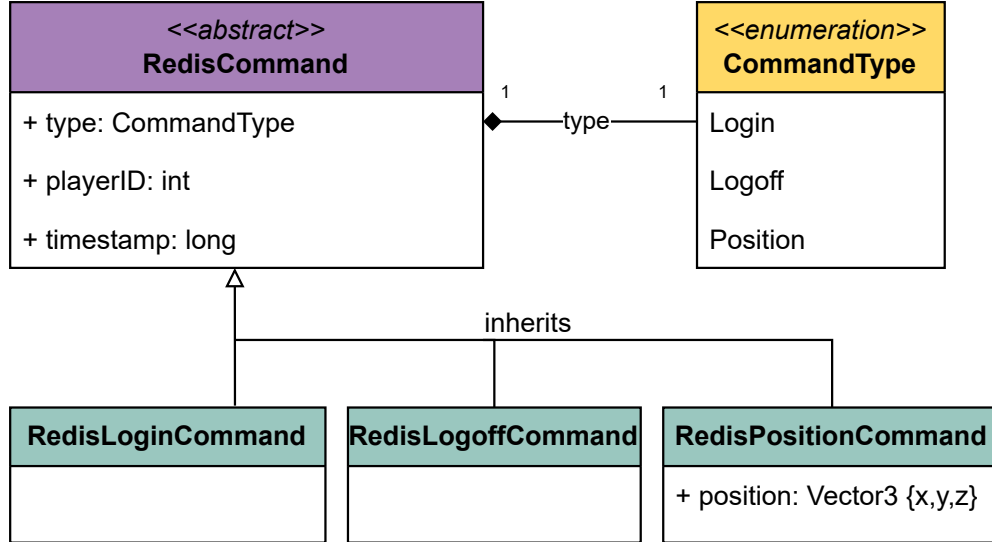 <<abstract>>
RedisCommand
+ type: CommandType
+ playerID: int
+ timestamp: long
1
type
1
<<enumeration>>
CommandType
Login
Logoff
Position
inherits
RedisLoginCommand
RedisLogoffCommand
RedisPositionCommand
+ position: Vector3 {x,y,z}